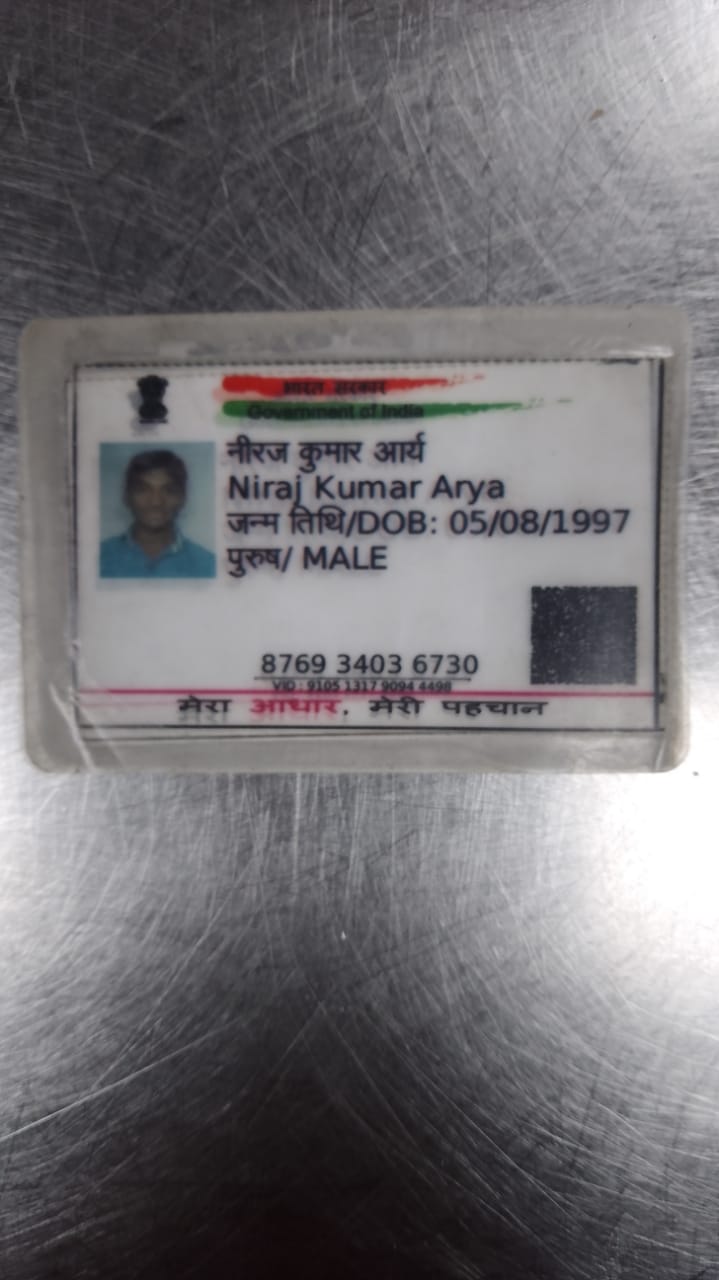 भारत सरकार
Government of India
नीरज कुमार आर्य
Niraj Kumar Arya
जन्म तिथि/DOB: 05/08/1997
पुरुष/ MALE
8769 3403 6730
VID : 9105 1317 9094 4498
मेरा आधार, मेरी पहचान